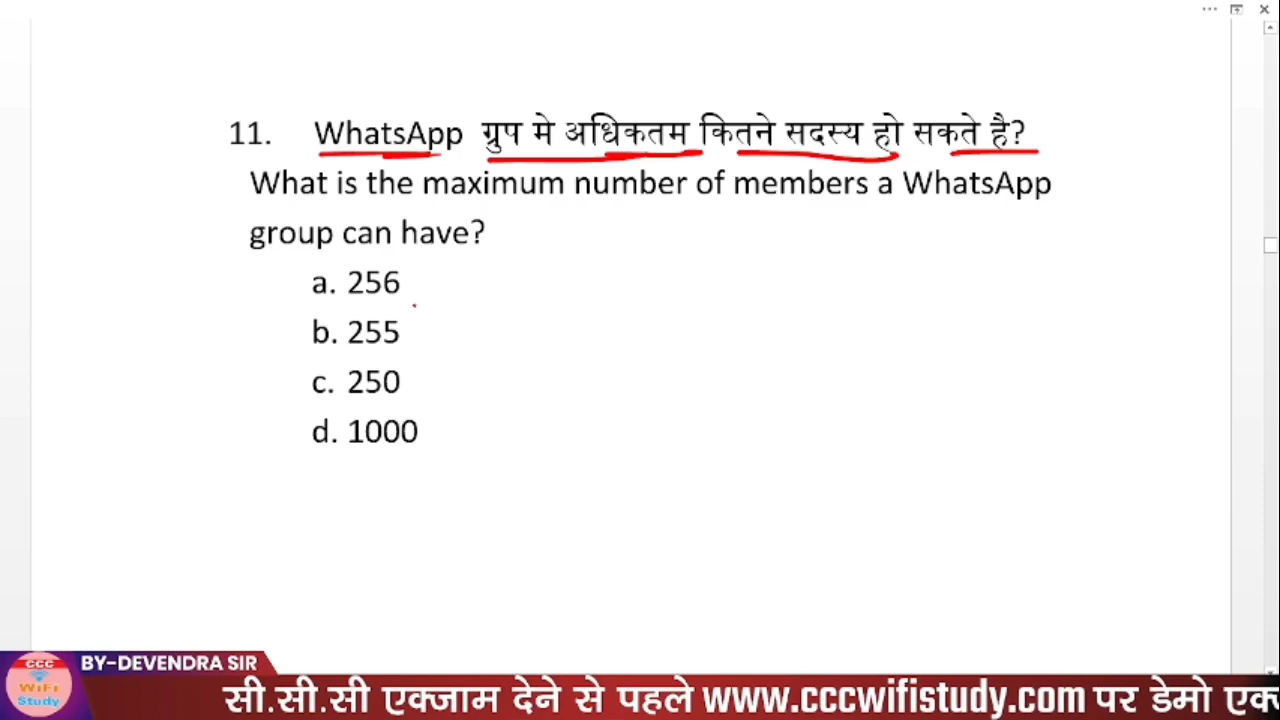 11. WhatsApp ग्रुप मे अधिकतम कितने सदस्य हो सकते है?
What is the maximum number of members a WhatsApp
group can have?
a. 256
b. 255
c. 250
d. 1000
CCC
WiFi
Study
BY-DEVENDRA SIR
सी.सी.सी एक्जाम देने से पहले www.cccwifistudy.com पर डेमो